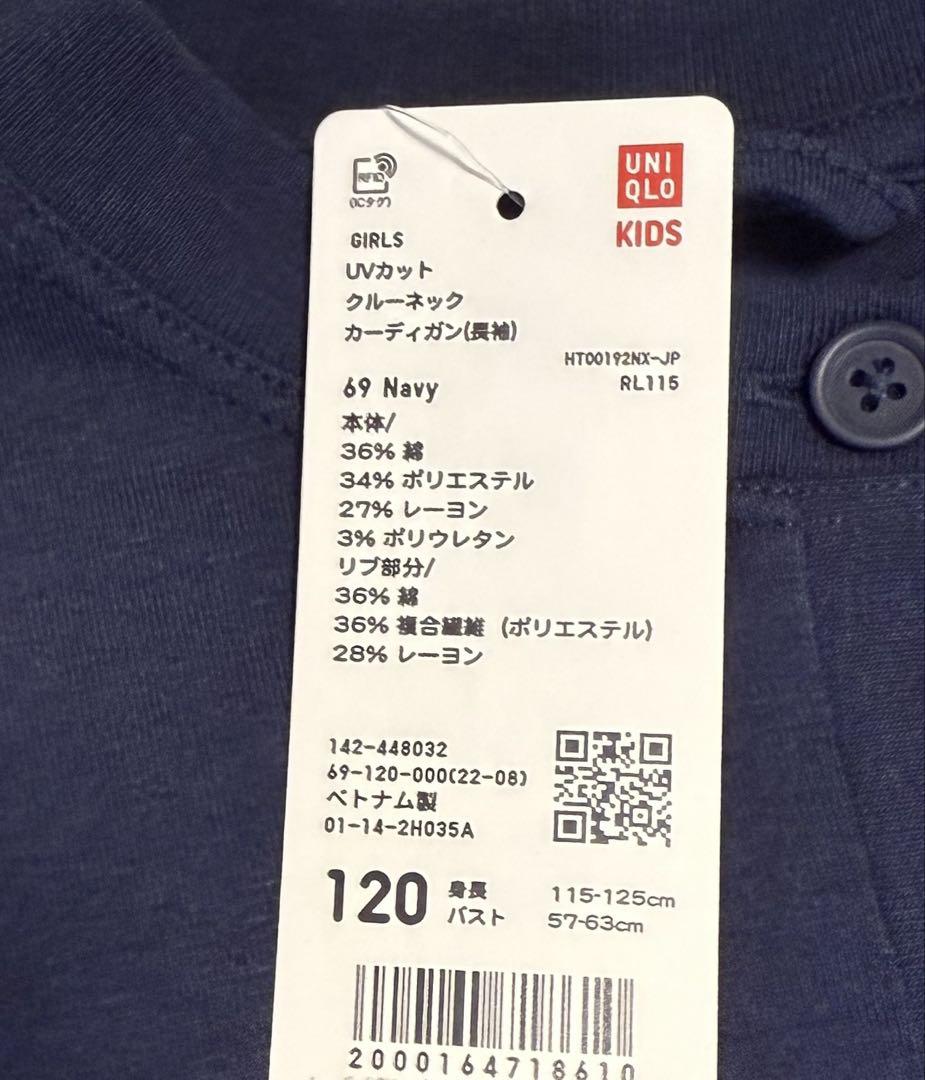 RFID
(ICタグ)
UNI
QLO
KIDS
GIRLS
UVカット
クルーネック
カーディガン(長袖)
HT00192NX-JP
RL115
69 Navy
本体/
36% 綿
34% ポリエステル
27% レーヨン
3% ポリウレタン
リブ部分/
36% 綿
36% 複合繊維 (ポリエステル)
28% レーヨン
142-448032
69-120-000(22-08)
ベトナム製
01-14-2H035A
120 身長 115-125cm
バスト 57-63cm
2000164718610